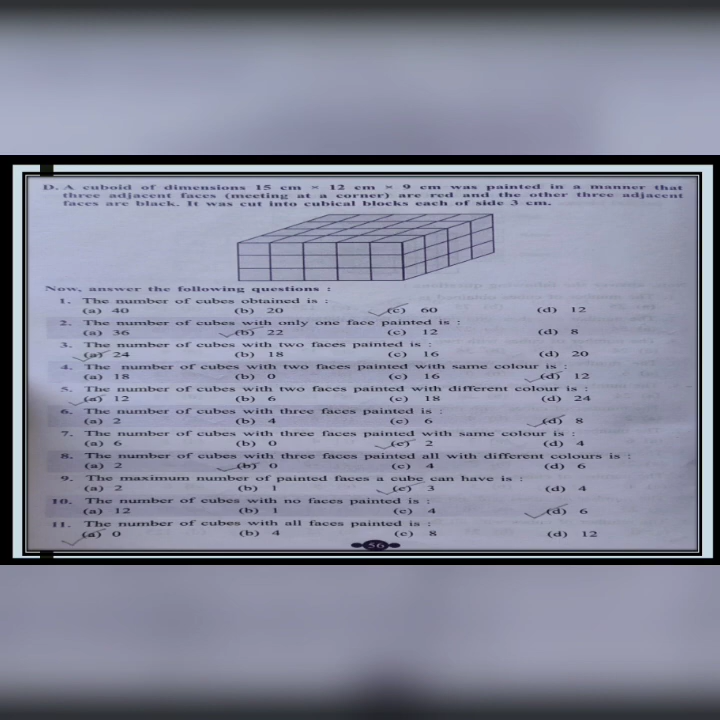 D. A cuboid of dimensions 15 cm × 12 cm × 9 cm was painted in a manner that
three adjacent faces (meeting at a corner) are red and the other three adjacent
faces are black. It was cut into cubical blocks each of side 3 cm.
Now, answer the following questions :
1. The number of cubes obtained is :
(a) 40 (b) 20 (c) 60 (d) 12
2. The number of cubes with only one face painted is :
(a) 36 (b) 22 (c) 12 (d) 8
3. The number of cubes with two faces painted is :
(a) 24 (b) 18 (c) 16 (d) 20
4. The number of cubes with two faces painted with same colour is :
(a) 18 (b) 0 (c) 16 (d) 12
5. The number of cubes with two faces painted with different colour is :
(a) 12 (b) 6 (c) 18 (d) 24
6. The number of cubes with three faces painted is :
(a) 2 (b) 4 (c) 6 (d) 8
7. The number of cubes with three faces painted with same colour is :
(a) 6 (b) 0 (c) 2 (d) 4
8. The number of cubes with three faces painted all with different colours is :
(a) 2 (b) 0 (c) 4 (d) 6
9. The maximum number of painted faces a cube can have is :
(a) 2 (b) 1 (c) 3 (d) 4
10. The number of cubes with no faces painted is :
(a) 12 (b) 1 (c) 4 (d) 6
11. The number of cubes with all faces painted is :
(a) 0 (b) 4 (c) 8 (d) 12
56